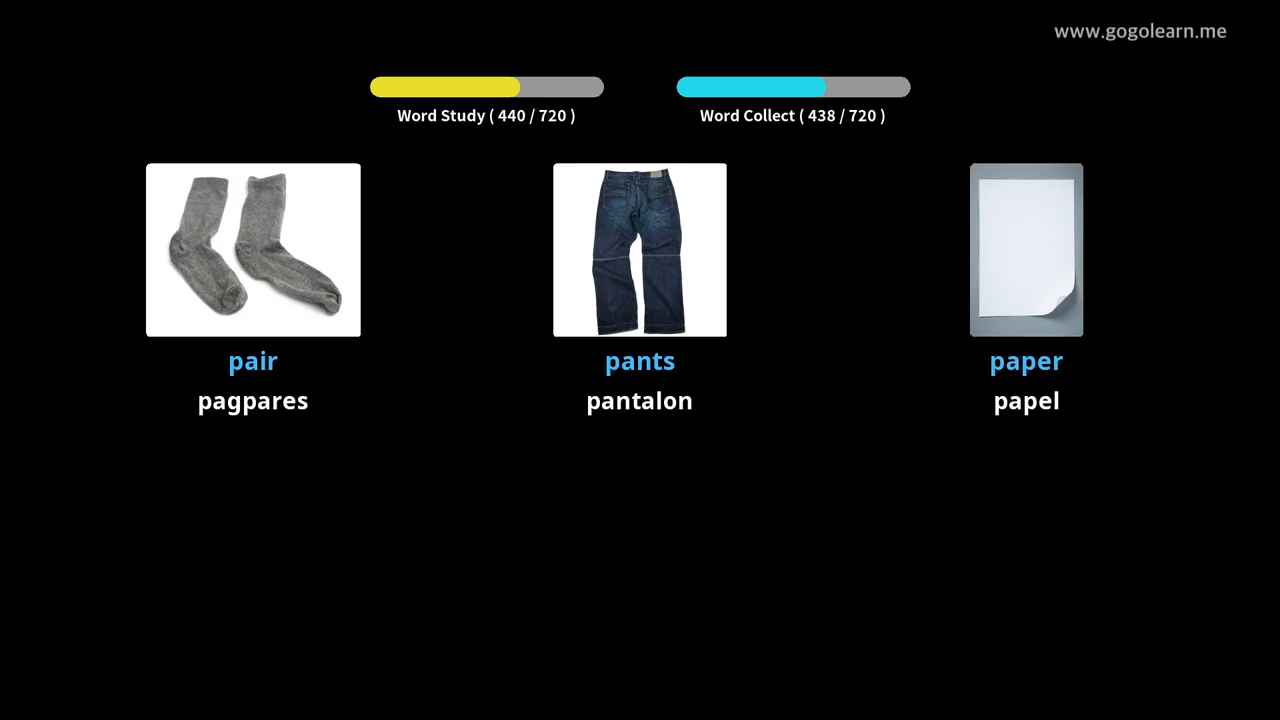 www.gogolearn.me
Word Study ( 440 / 720 )
Word Collect ( 438 / 720 )
pair
pants
paper
pagpares
pantalon
papel